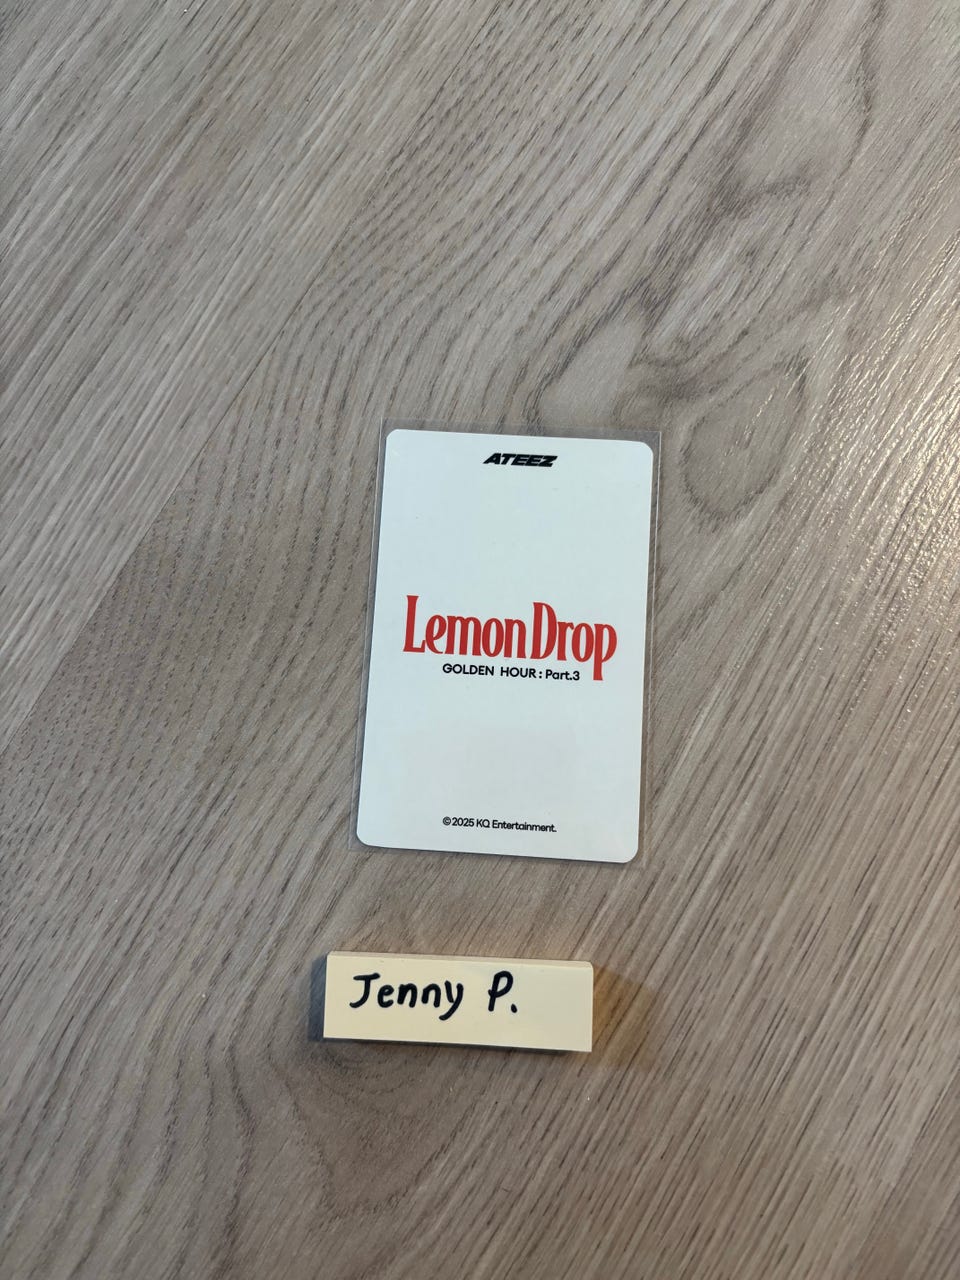 ATEEZ
Lemon Drop
GOLDEN HOUR : Part.3
©2025 KQ Entertainment.
Jenny P.